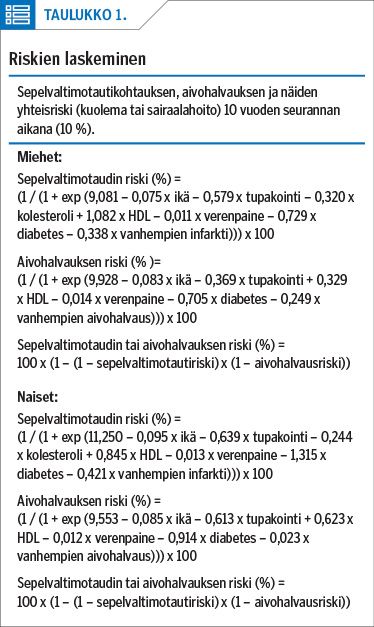 TAULUKKO 1.
Riskien laskeminen
Sepelvaltimotautikohtauksen, aivohalvauksen ja näiden
yhteisriski (kuolema tai sairaalahoito) 10 vuoden seurannan
aikana (10 %).
Miehet:
Sepelvaltimotaudin riski (%) =
(1 / (1 + exp (9,081 – 0,075 x ikä – 0,579 x tupakointi – 0,320 x
kolesteroli + 1,082 x HDL – 0,011 x verenpaine – 0,729 x
diabetes – 0,338 x vanhempien infarkti))) x 100
Aivohalvauksen riski (% )=
(1 / (1 + exp (9,928 – 0,083 x ikä – 0,369 x tupakointi + 0,329
x HDL – 0,014 x verenpaine – 0,705 x diabetes – 0,249 x
vanhempien aivohalvaus))) x 100
Sepelvaltimotaudin tai aivohalvauksen riski (%) =
100 x (1 – (1 – sepelvaltimotautiriski) x (1 – aivohalvausriski))
Naiset:
Sepelvaltimotaudin riski (%) =
(1 / (1 + exp (11,250 – 0,095 x ikä – 0,639 x tupakointi – 0,244
x kolesteroli + 0,845 x HDL – 0,013 x verenpaine – 1,315 x
diabetes – 0,421 x vanhempien infarkti))) x 100
Aivohalvauksen riski (%) =
(1 / (1 + exp (9,553 – 0,085 x ikä – 0,613 x tupakointi + 0,623 x
HDL – 0,012 x verenpaine – 0,914 x diabetes – 0,023 x
vanhempien aivohalvaus))) x 100
Sepelvaltimotaudin tai aivohalvauksen riski (%) =
100 x (1 – (1 – sepelvaltimotautiriski) x (1 – aivohalvausriski))